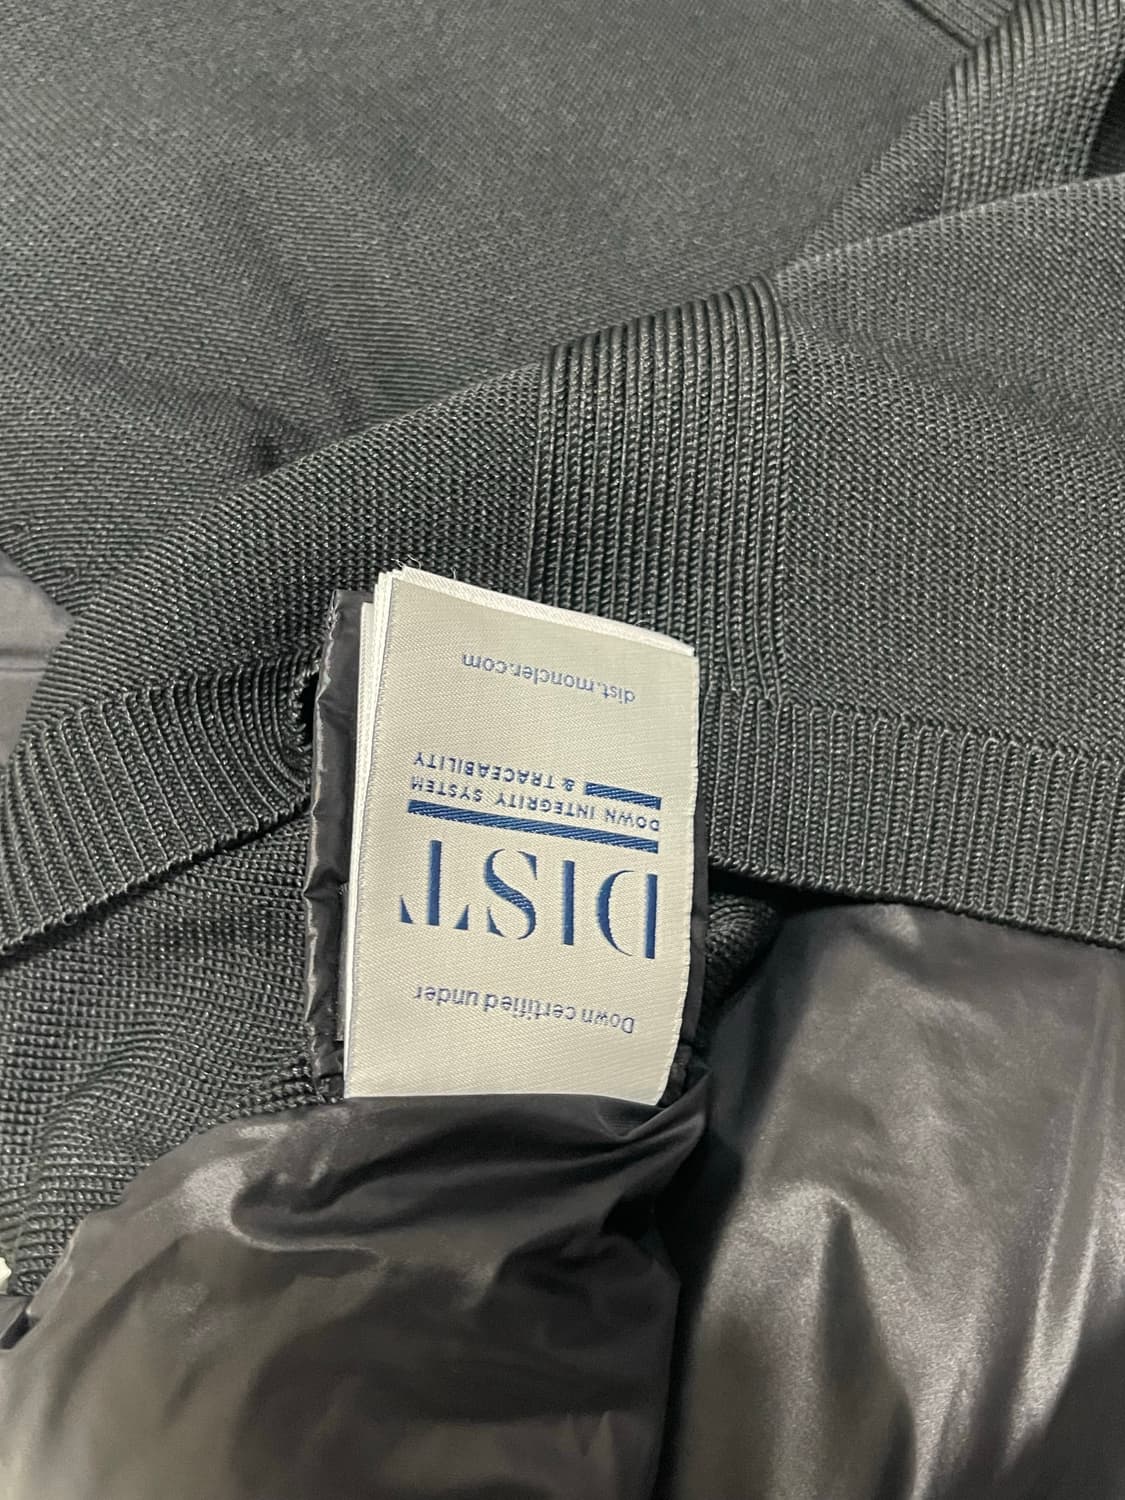 Down certified under
DIST
DOWN INTEGRITY SYSTEM
& TRACEABILITY
dist.moncler.com